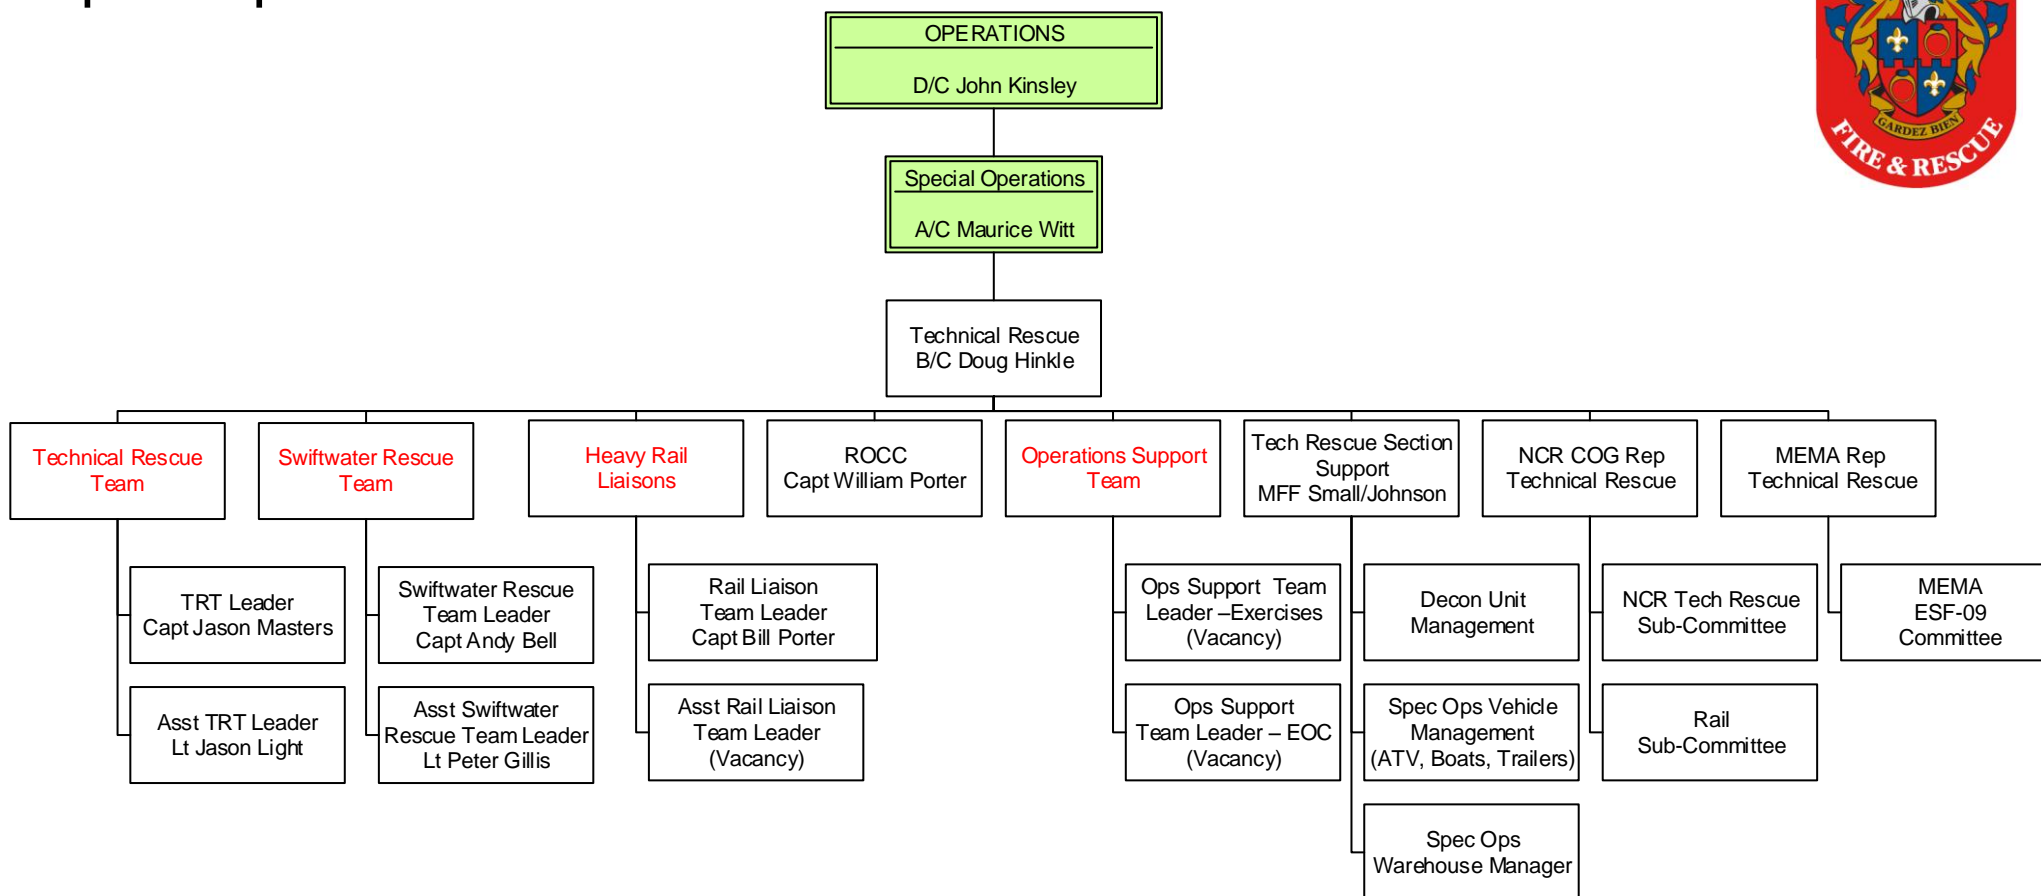 OPERATIONS
D/C John Kinsley
GARDEZ BIEN
FIRE & RESCUE
Special Operations
A/C Maurice Witt
Technical Rescue
B/C Doug Hinkle
Technical Rescue
Team
Swiftwater Rescue
Team
Heavy Rail
Liaisons
ROCC
Capt William Porter
Operations Support
Team
Tech Rescue Section
Support
MFF Small/Johnson
NCR COG Rep
Technical Rescue
MEMA Rep
Technical Rescue
TRT Leader
Capt Jason Masters
Swiftwater Rescue
Team Leader
Capt Andy Bell
Rail Liaison
Team Leader
Capt Bill Porter
Ops Support Team
Leader –Exercises
(Vacancy)
Decon Unit
Management
NCR Tech Rescue
Sub-Committee
MEMA
ESF-09
Committee
Asst TRT Leader
Lt Jason Light
Asst Swiftwater
Rescue Team Leader
Lt Peter Gillis
Asst Rail Liaison
Team Leader
(Vacancy)
Ops Support
Team Leader – EOC
(Vacancy)
Spec Ops Vehicle
Management
(ATV, Boats, Trailers)
Rail
Sub-Committee
Spec Ops
Warehouse Manager